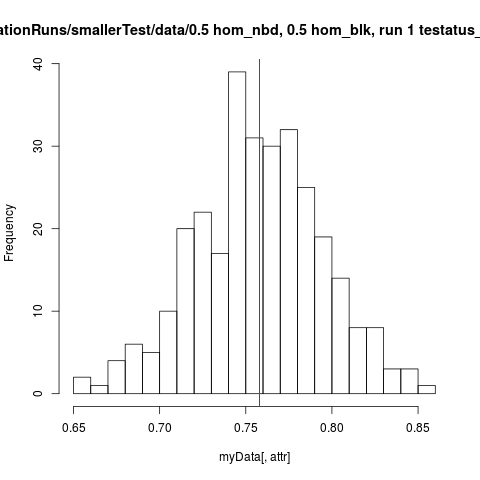 ationRuns/smallerTest/data/0.5 hom_nbd, 0.5 hom_blk, run 1 testatus_
40
30
20
10
0
Frequency
0.65 0.70 0.75 0.80 0.85
myData[, attr]